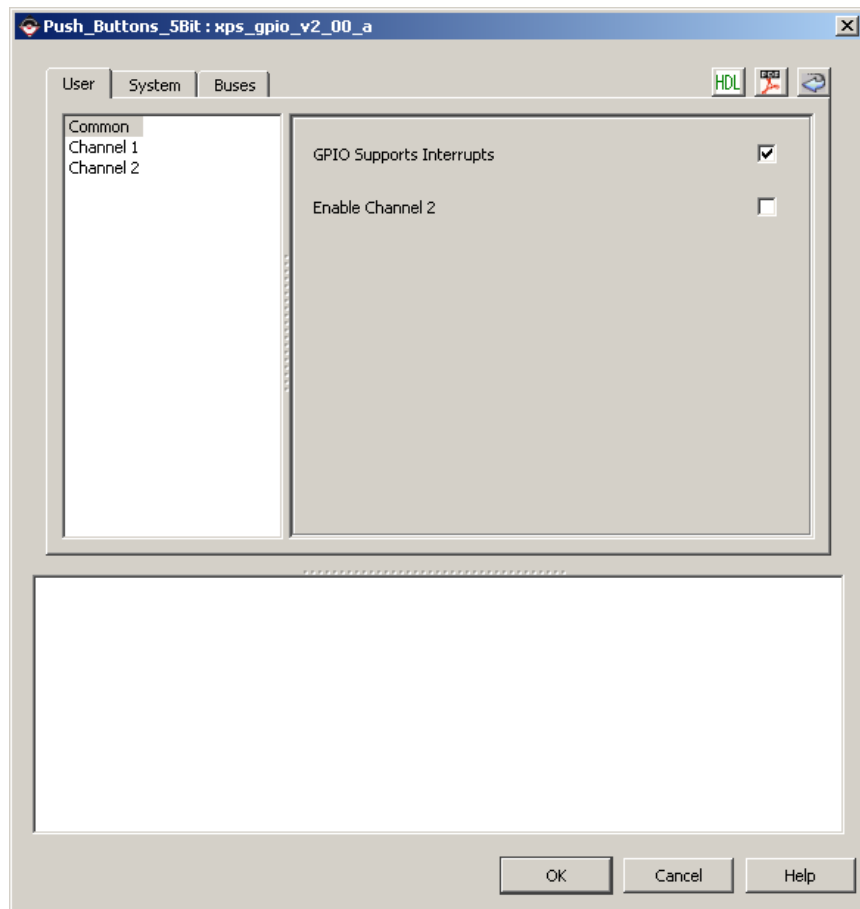 Push_Buttons_5Bit : xps_gpio_v2_00_a
User System Buses
HDL PDF
Common
Channel 1
Channel 2
GPIO Supports Interrupts
Enable Channel 2
OK Cancel Help